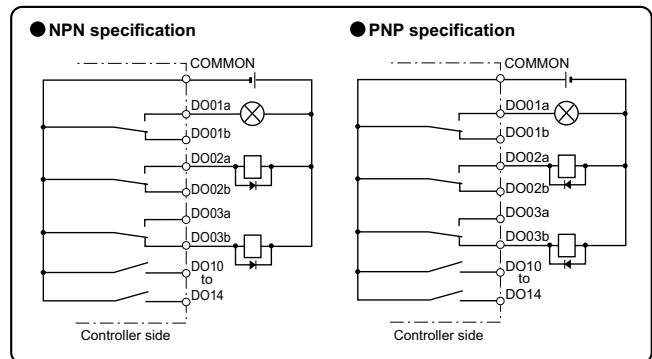 ●NPN specification
COMMON
DO01a
DO01b
DO02a
DO02b
DO03a
DO03b
DO10
to
DO14
Controller side
●PNP specification
COMMON
DO01a
DO01b
DO02a
DO02b
DO03a
DO03b
DO10
to
DO14
Controller side